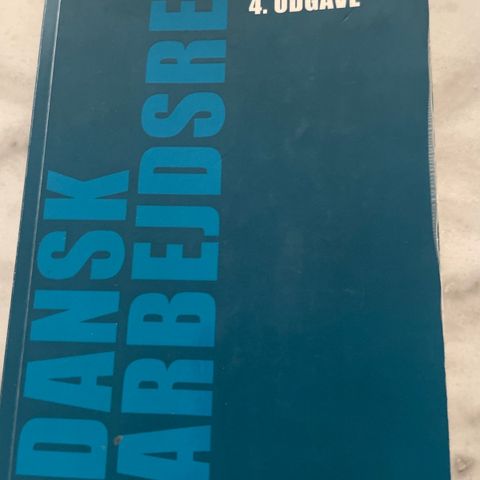 4. UDGAVE
DANSK
ARBEJDSRE